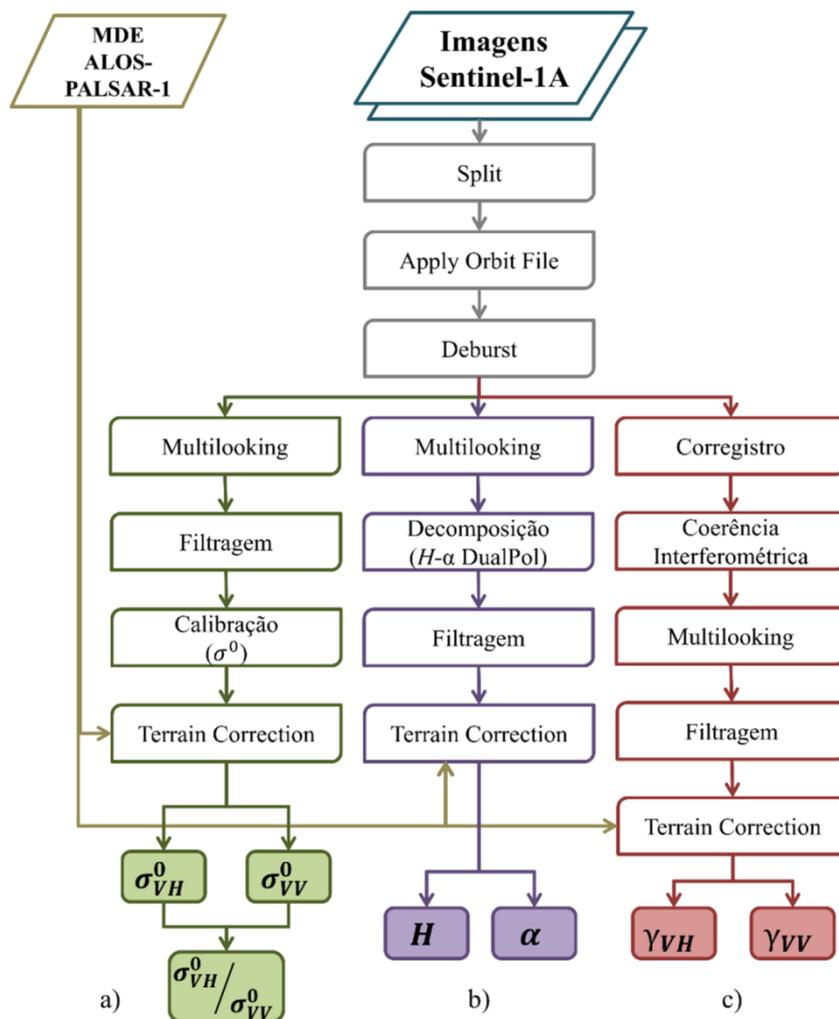 MDE
ALOS-
PALSAR-1
Imagens
Sentinel-1A
Split
Apply Orbit File
Deburst
Multilooking
Filtragem
Calibração
(σ⁰)
Terrain Correction
σ⁰VH
σ⁰VV
σ⁰VH/σ⁰VV
a)
Multilooking
Decomposição
(H-α DualPol)
Filtragem
Terrain Correction
H
α
b)
Corregistro
Coerência
Interferométrica
Multilooking
Filtragem
Terrain Correction
γVH
γVV
c)